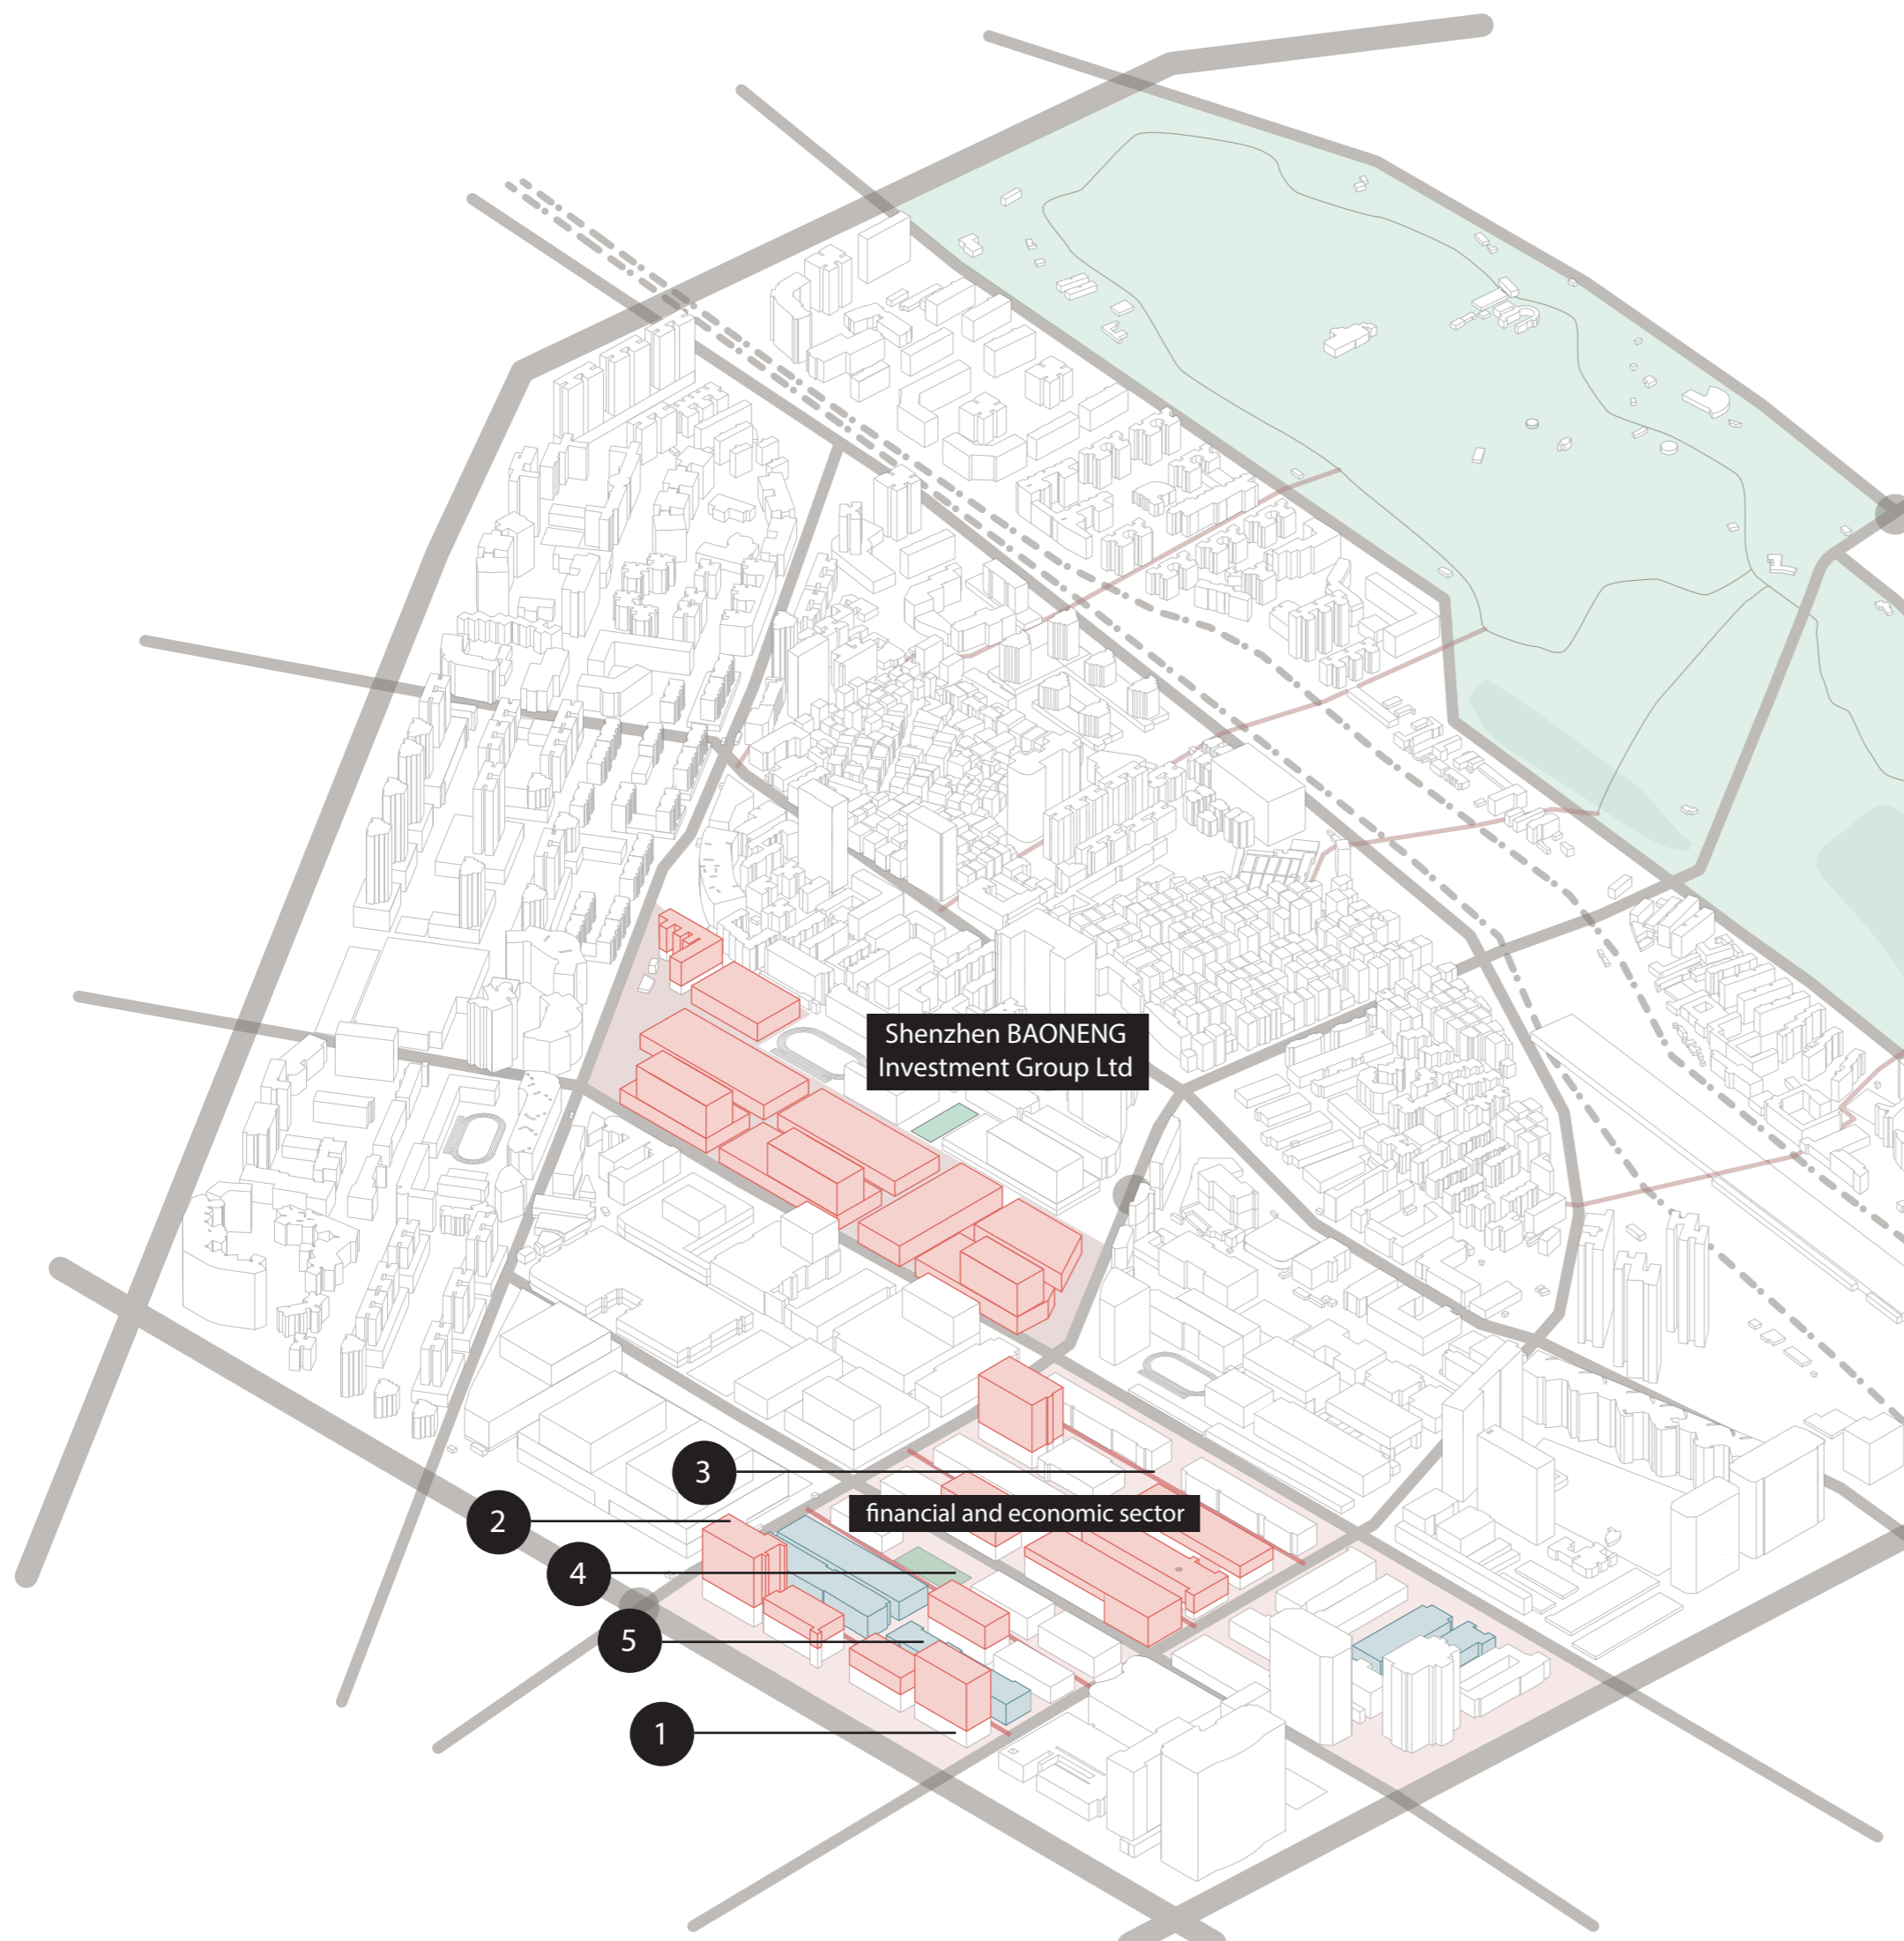 Shenzhen BAONENG
Investment Group Ltd
3
financial and economic sector
2
4
5
1